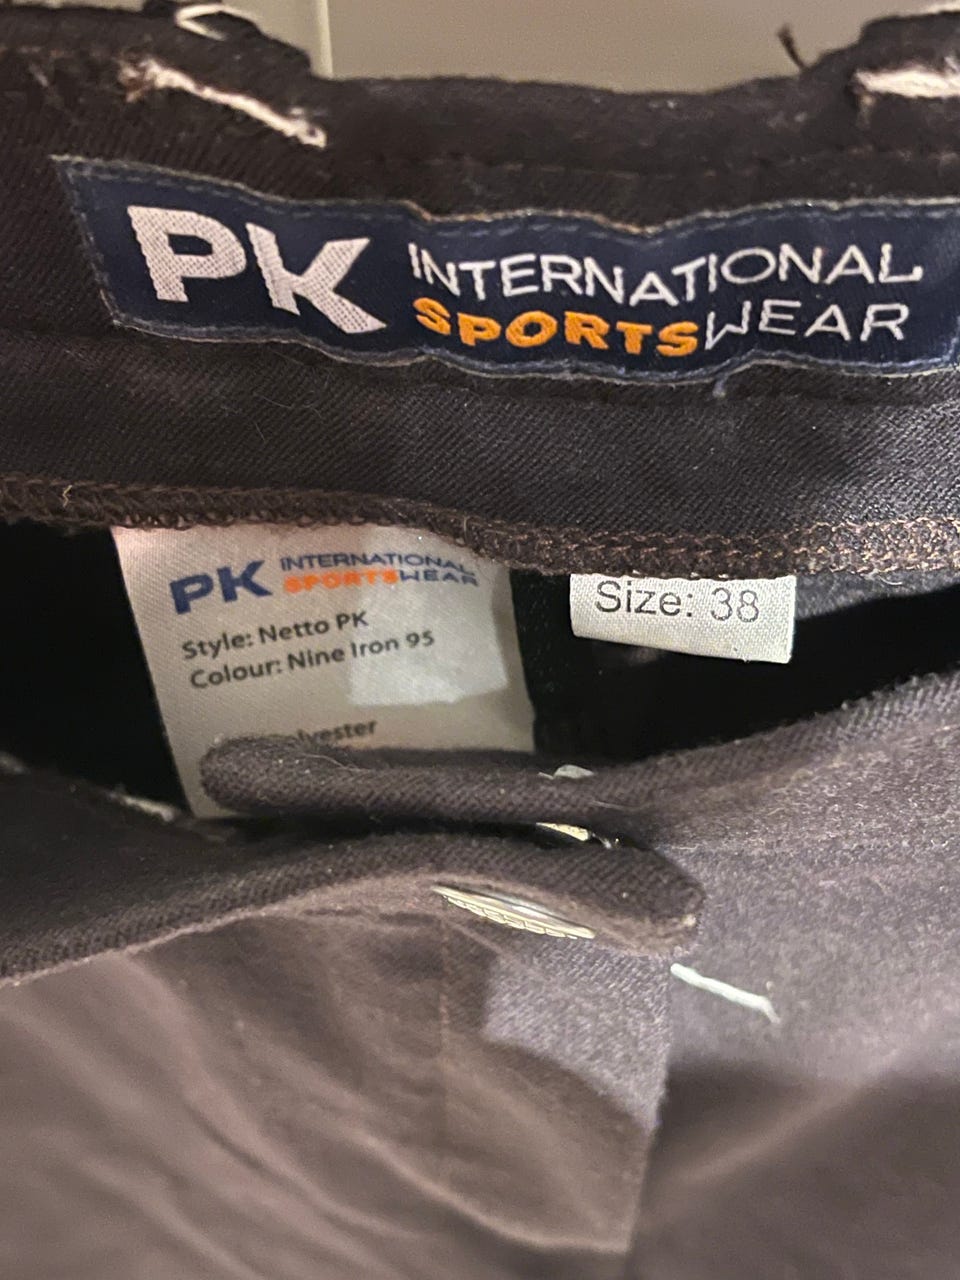 PK INTERNATIONAL
SPORTSWEAR
PK INTERNATIONAL
SPORTSWEAR
Style: Netto PK
Colour: Nine Iron 95
Size: 38